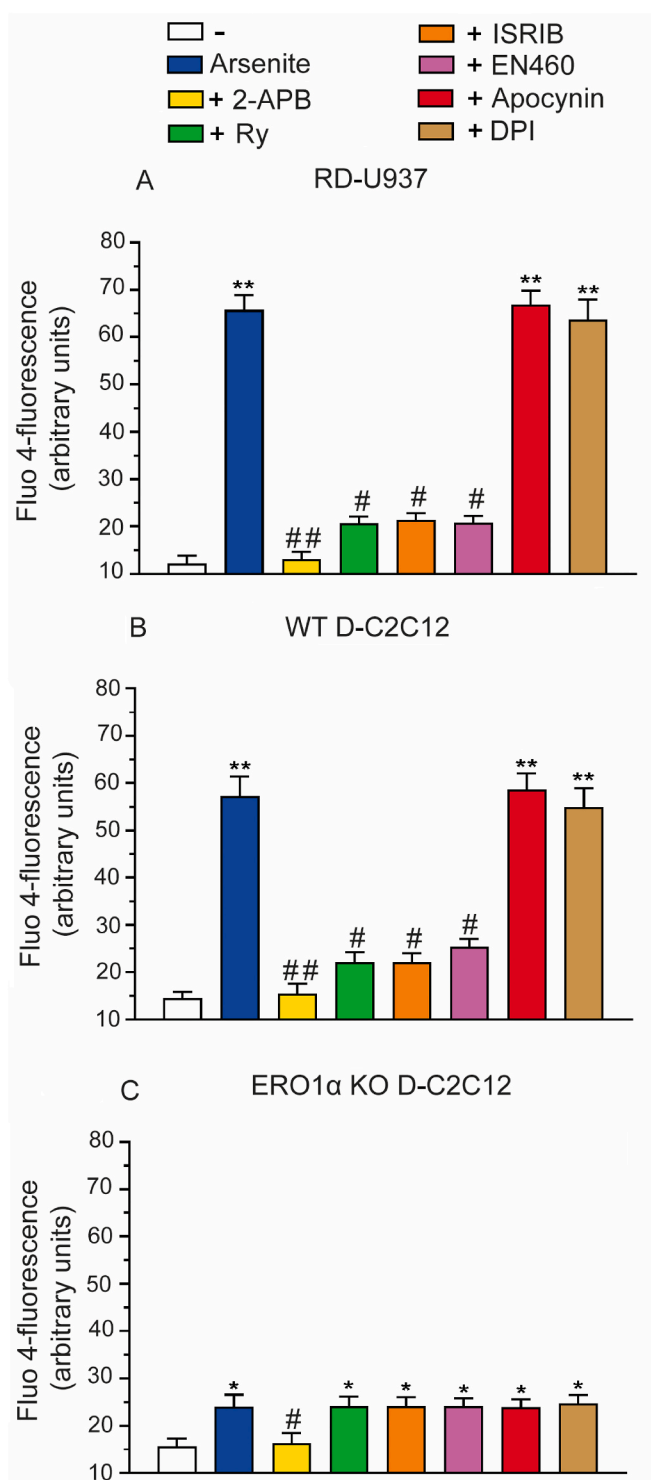 -
Arsenite
+ 2-APB
+ Ry
+ ISRIB
+ EN460
+ Apocynin
+ DPI
A RD-U937
Fluo 4-fluorescence
(arbitrary units)
80
70
60
50
40
30
20
10
**
##
#
#
#
**
**
B WT D-C2C12
Fluo 4-fluorescence
(arbitrary units)
80
70
60
50
40
30
20
10
**
##
#
#
#
**
**
C ERO1α KO D-C2C12
Fluo 4-fluorescence
(arbitrary units)
80
70
60
50
40
30
20
10
*
#
*
*
*
*
*